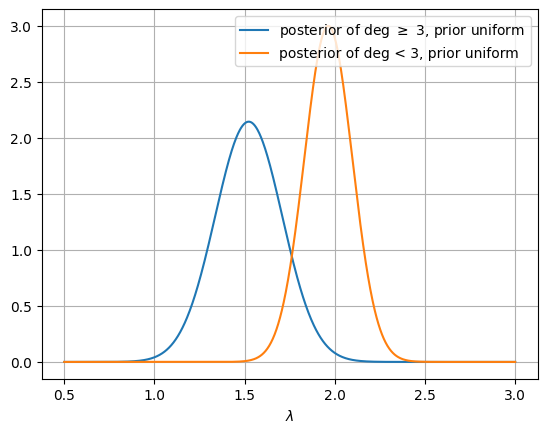 posterior of deg ≥ 3, prior uniform
posterior of deg < 3, prior uniform
3.0
2.5
2.0
1.5
1.0
0.5
0.0
0.5 1.0 1.5 2.0 2.5 3.0
λ